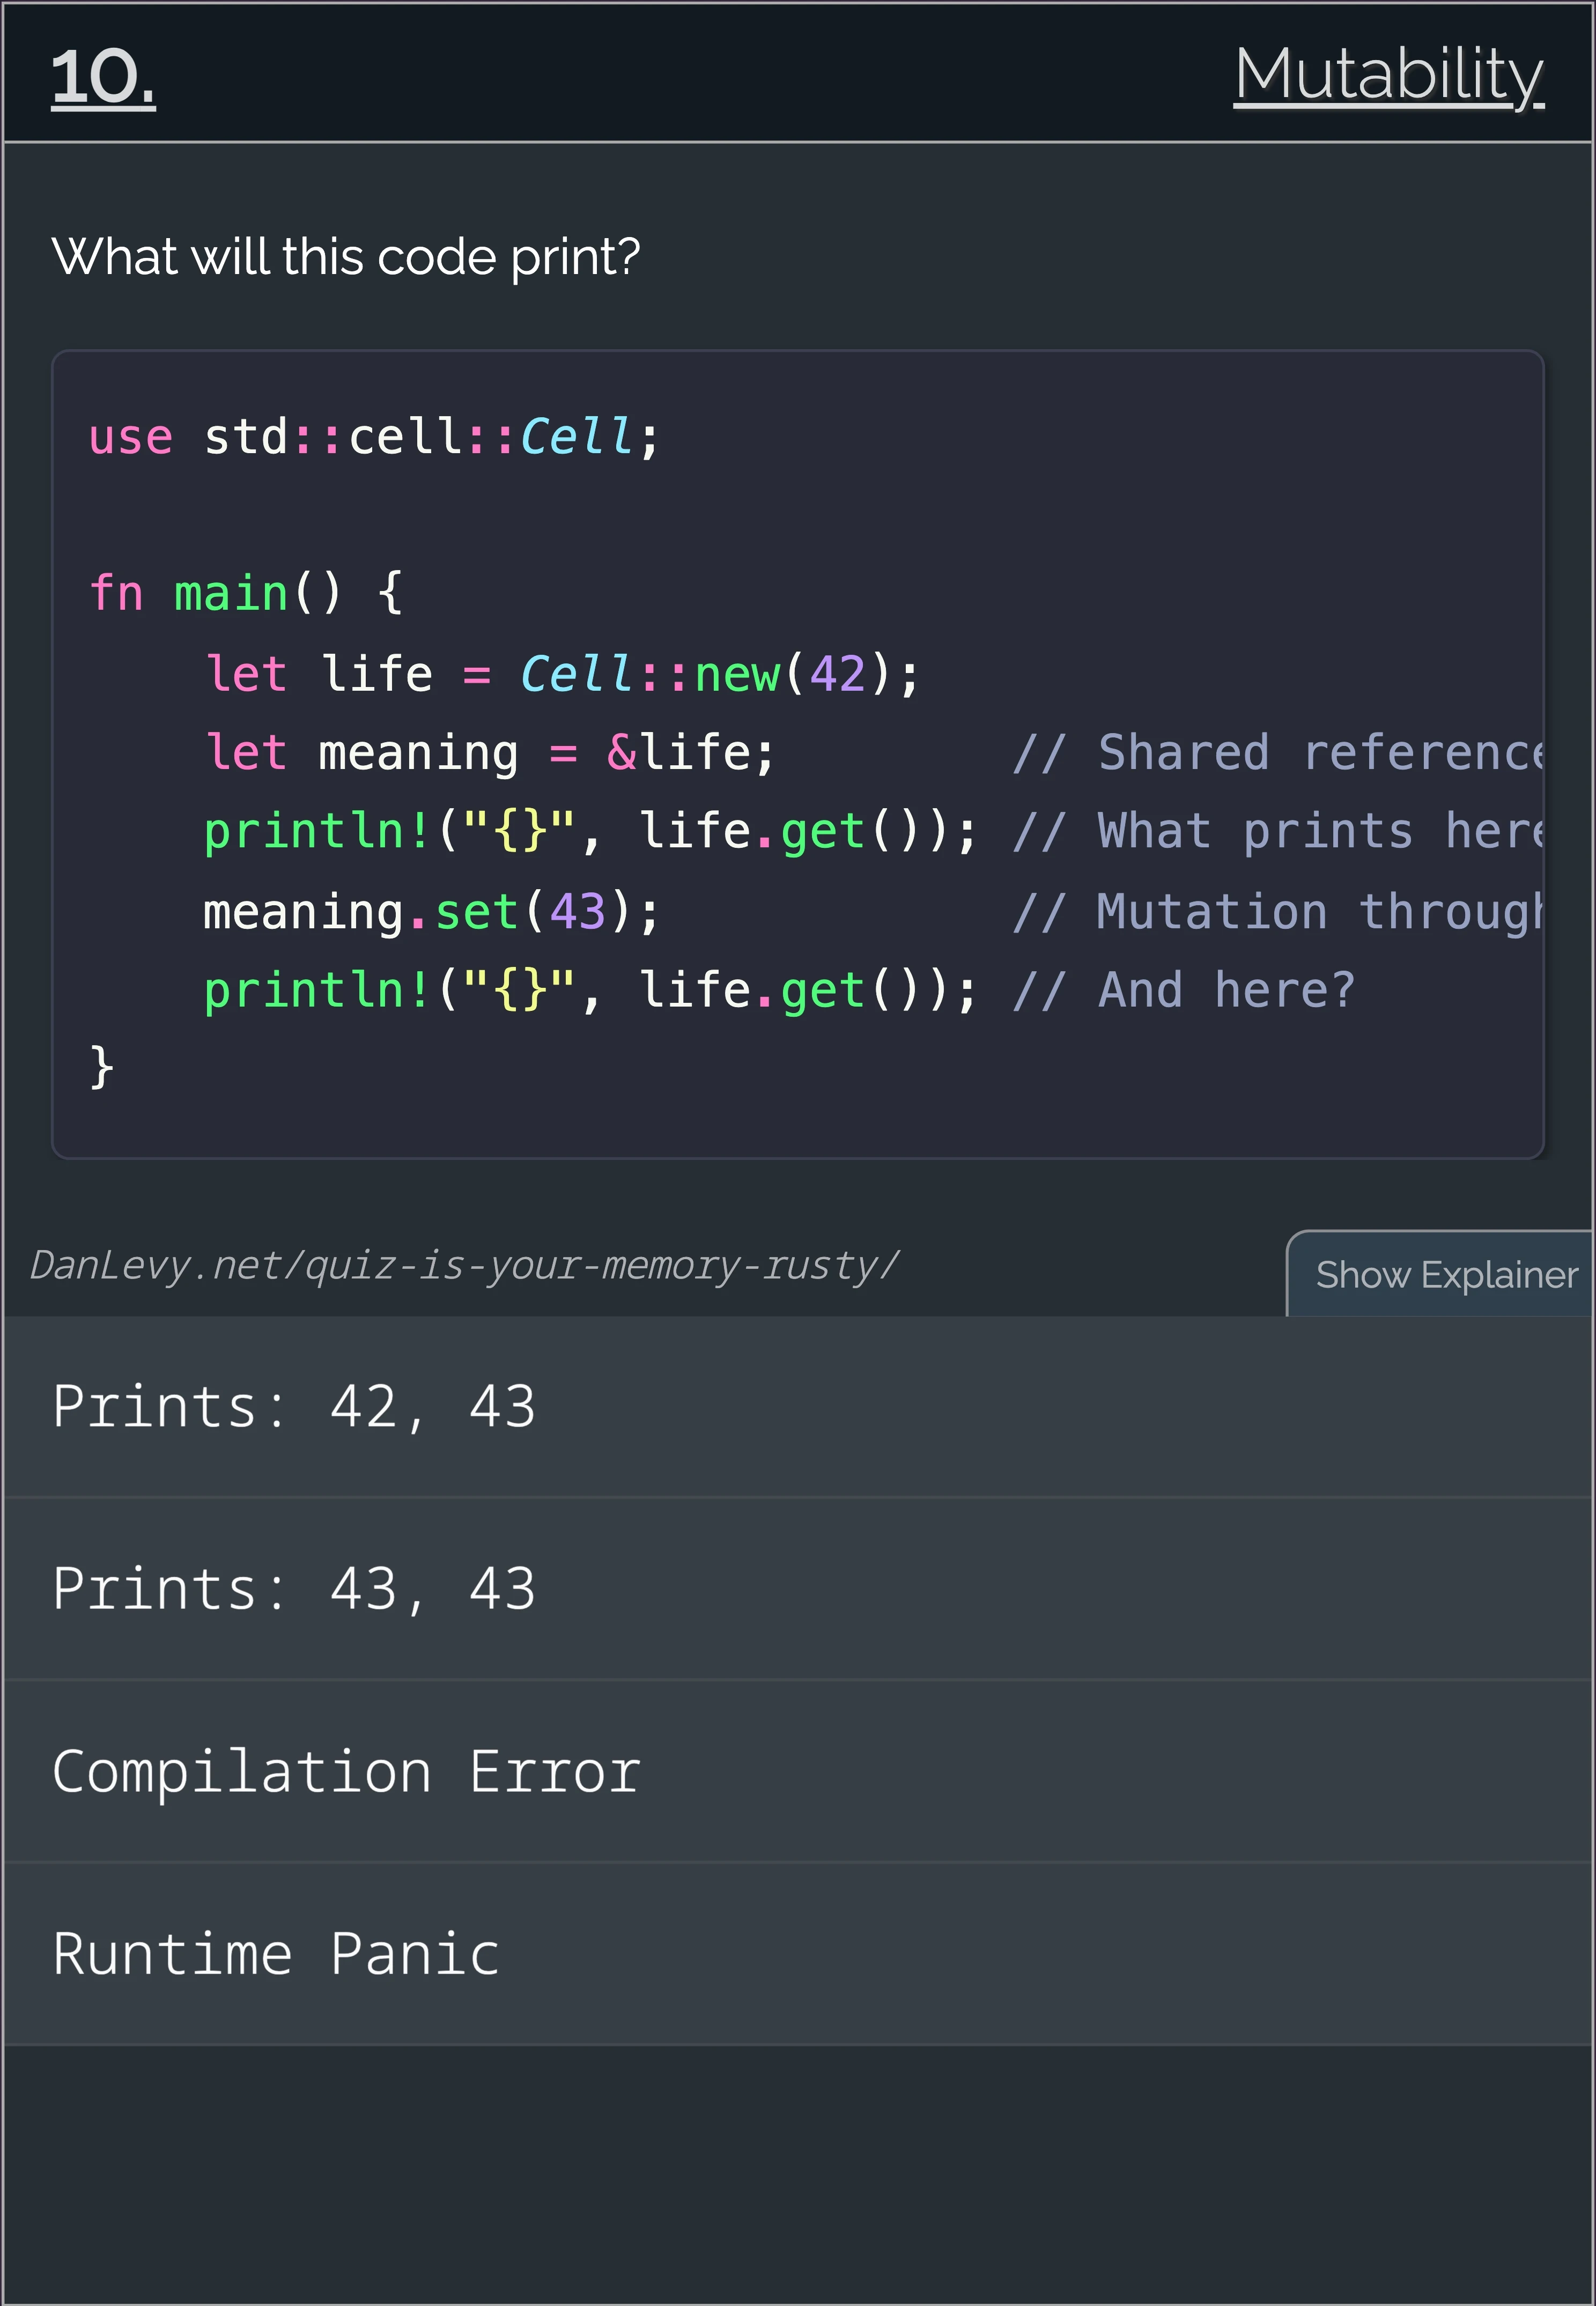 10.
Mutability
What will this code print?
use std::cell::Cell;
fn main() {
    let life = Cell::new(42);
    let meaning = &life;        // Shared reference
    println!("{}", life.get()); // What prints here
    meaning.set(43);            // Mutation through
    println!("{}", life.get()); // And here?
}
DanLevy.net/quiz-is-your-memory-rusty/
Show Explainer
Prints: 42, 43
Prints: 43, 43
Compilation Error
Runtime Panic